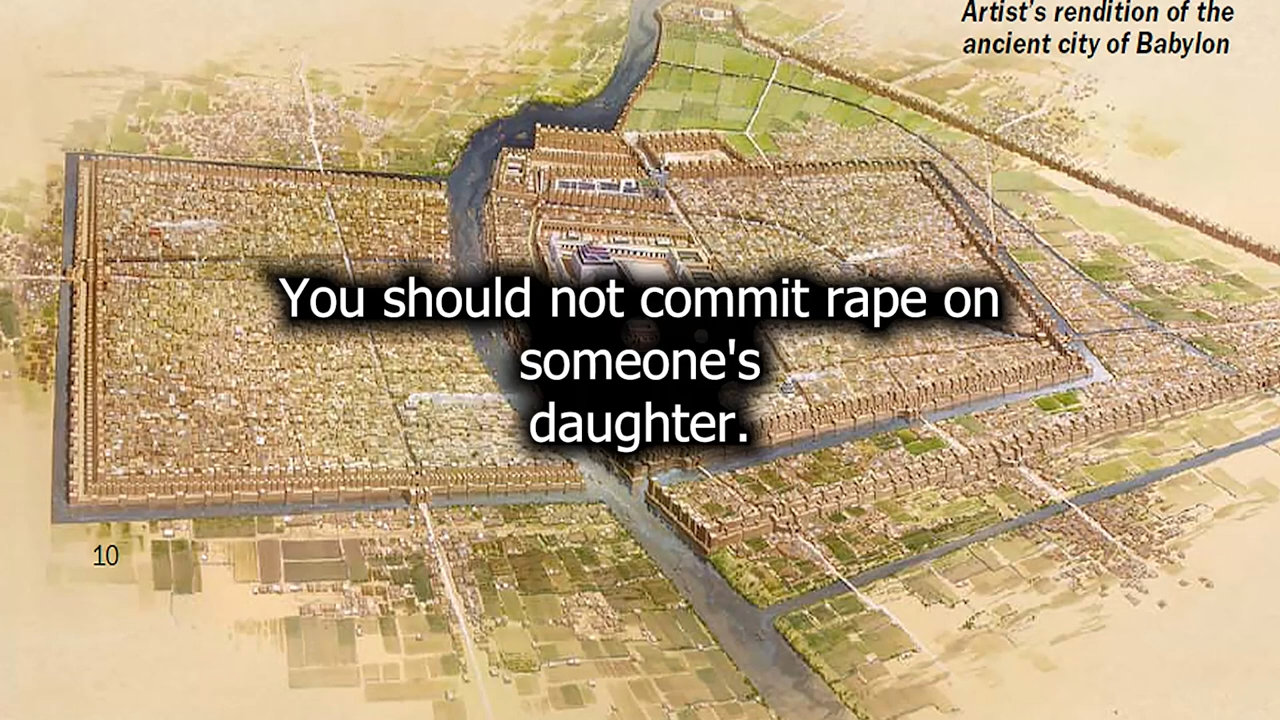 Artist's rendition of the
ancient city of Babylon
You should not commit rape on
someone's
daughter.
10